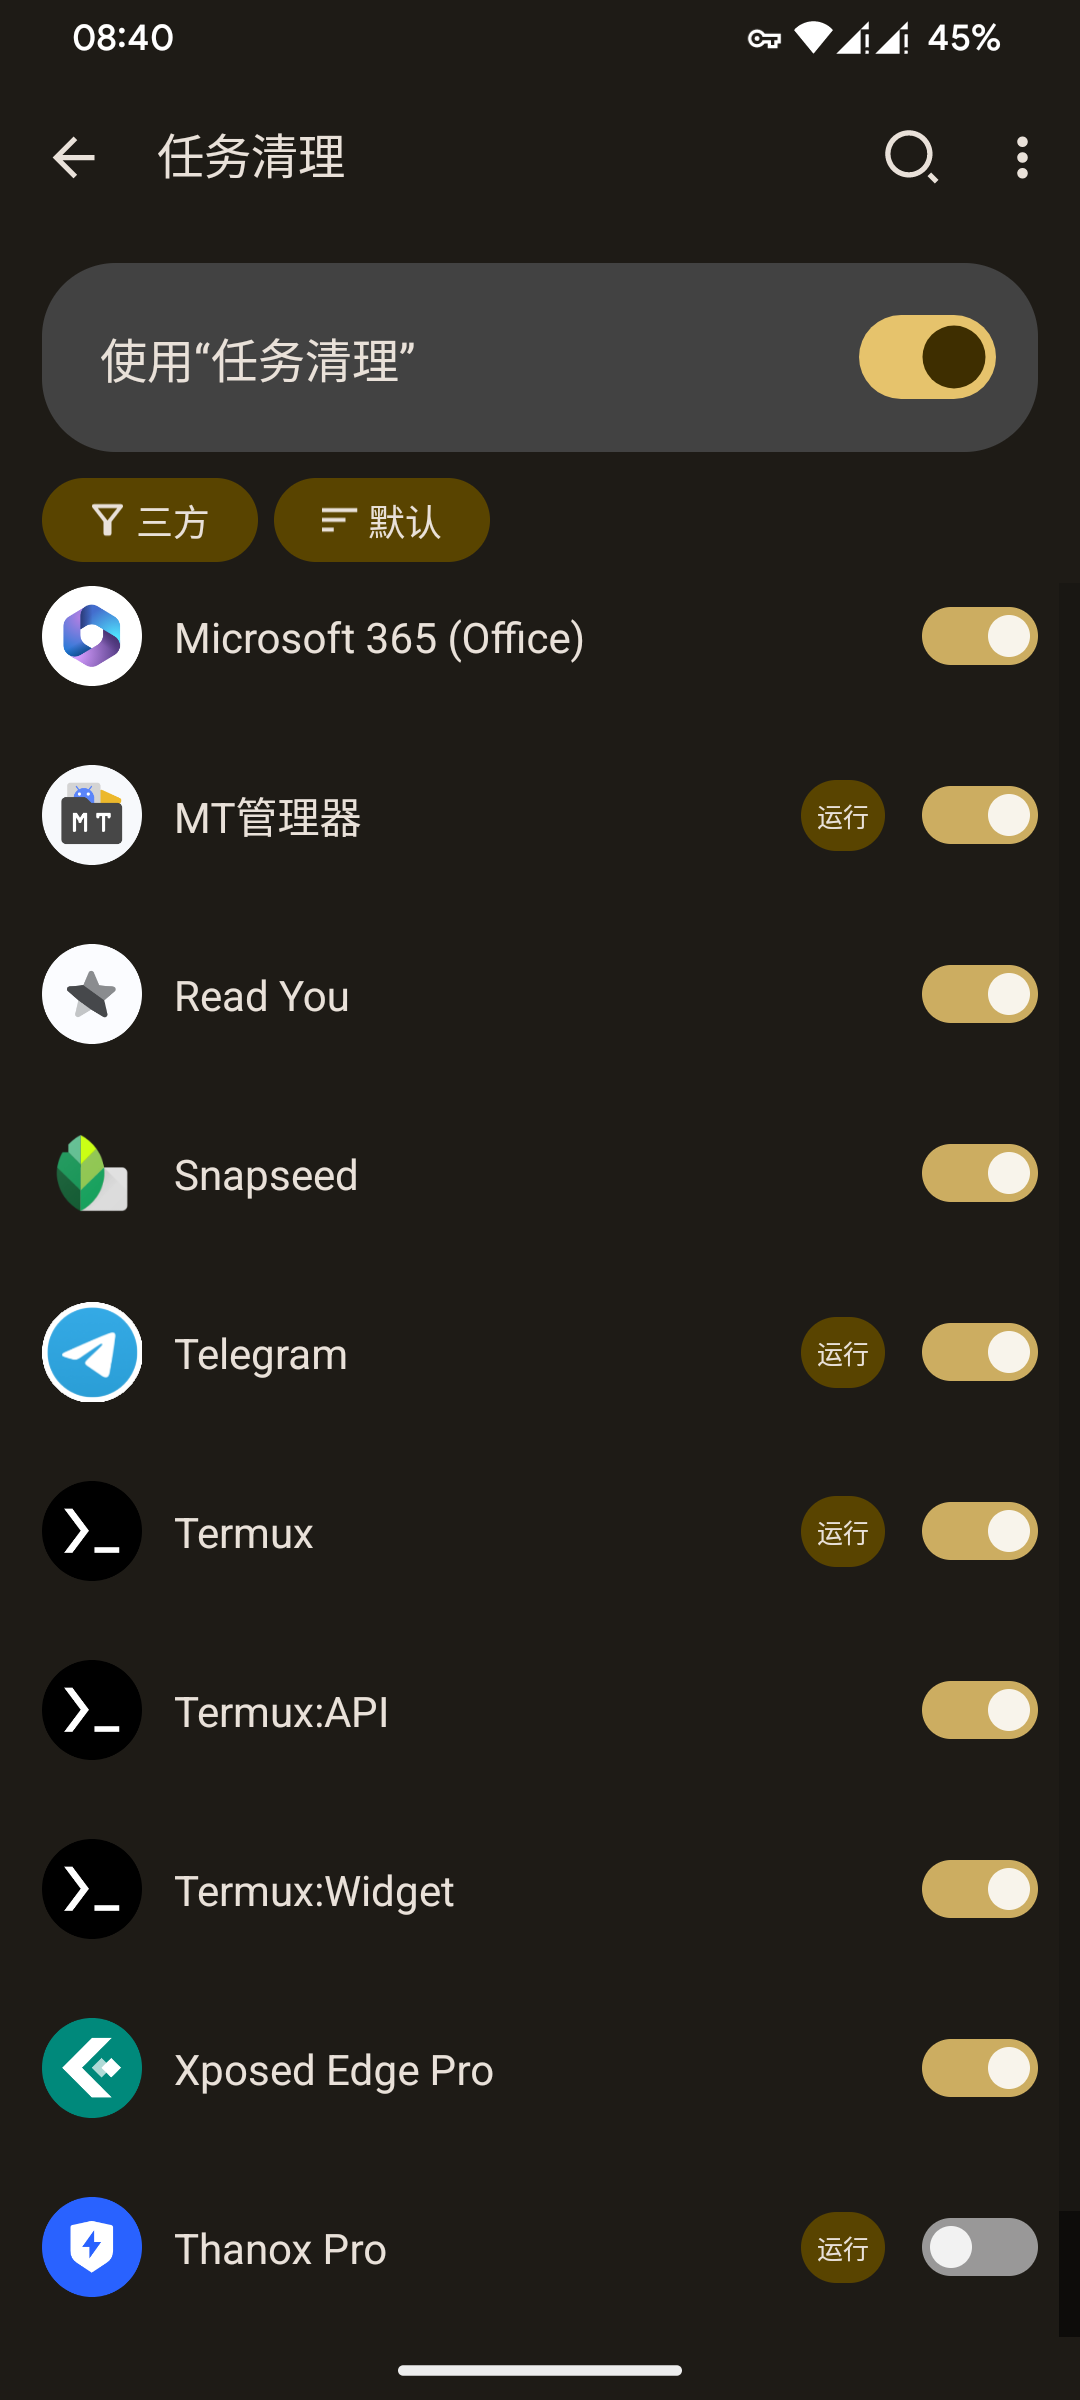 08:40 45%
任务清理
使用“任务清理”
三方 默认
Microsoft 365 (Office)
MT管理器 运行
Read You
Snapseed
Telegram 运行
Termux 运行
Termux:API
Termux:Widget
Xposed Edge Pro
Thanox Pro 运行